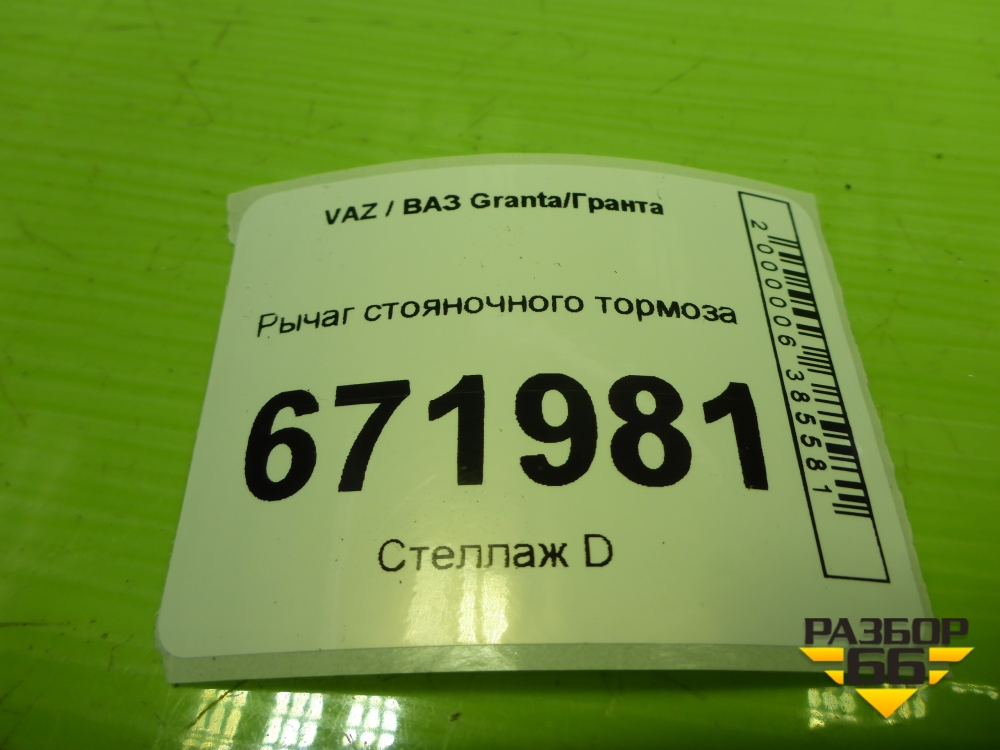 VAZ / ВАЗ Granta/Гранта
Рычаг стояночного тормоза
671981
Стеллаж D
2000006385581
РАЗБОР
66